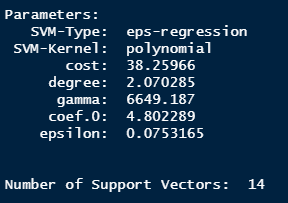 Parameters:
SVM-Type: eps-regression
SVM-Kernel: polynomial
cost: 38.25966
degree: 2.070285
gamma: 6649.187
coef.0: 4.802289
epsilon: 0.0753165
Number of Support Vectors: 14